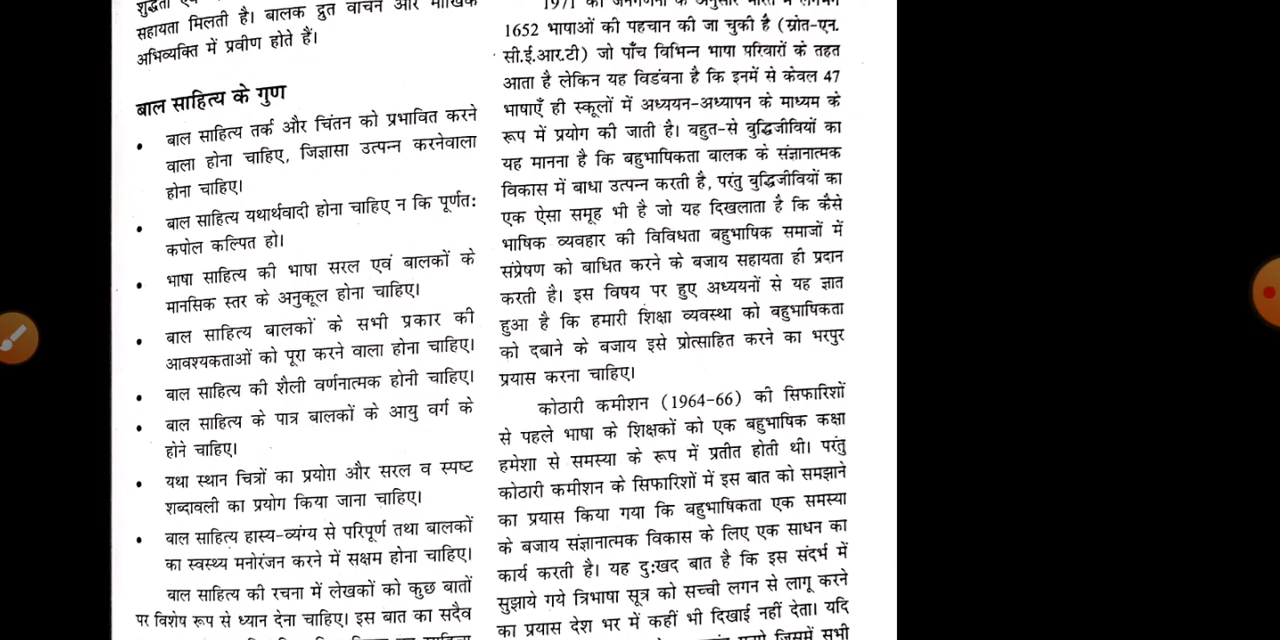 सहायता मिलती है। बालक द्रुत वाचन और मौखिक
अभिव्यक्ति में प्रवीण होते हैं।
बाल साहित्य के गुण
• बाल साहित्य तर्क और चिंतन को प्रभावित करने
वाला होना चाहिए, जिज्ञासा उत्पन्न करनेवाला
होना चाहिए।
• बाल साहित्य यथार्थवादी होना चाहिए न कि पूर्णत:
कपोल कल्पित हो।
• भाषा साहित्य की भाषा सरल एवं बालकों के
मानसिक स्तर के अनुकूल होना चाहिए।
• बाल साहित्य बालकों के सभी प्रकार की
आवश्यकताओं को पूरा करने वाला होना चाहिए।
• बाल साहित्य की शैली वर्णनात्मक होनी चाहिए।
• बाल साहित्य के पात्र बालकों के आयु वर्ग के
होने चाहिए।
• यथा स्थान चित्रों का प्रयोग और सरल व स्पष्ट
शब्दावली का प्रयोग किया जाना चाहिए।
• बाल साहित्य हास्य-व्यंग्य से परिपूर्ण तथा बालकों
का स्वस्थ्य मनोरंजन करने में सक्षम होना चाहिए।
बाल साहित्य की रचना में लेखकों को कुछ बातों
पर विशेष रूप से ध्यान देना चाहिए। इस बात का सदैव
1971 की जनगणना के अनुसार भारत में लगभग
1652 भाषाओं की पहचान की जा चुकी है (स्रोत-एन.
सी.ई.आर.टी) जो पाँच विभिन्न भाषा परिवारों के तहत
आता है लेकिन यह विडंबना है कि इनमें से केवल 47
भाषाएँ ही स्कूलों में अध्ययन-अध्यापन के माध्यम के
रूप में प्रयोग की जाती है। बहुत-से बुद्धिजीवियों का
यह मानना है कि बहुभाषिकता बालक के संज्ञानात्मक
विकास में बाधा उत्पन्न करती है, परंतु बुद्धिजीवियों का
एक ऐसा समूह भी है जो यह दिखलाता है कि कैसे
भाषिक व्यवहार की विविधता बहुभाषिक समाजों में
संप्रेषण को बाधित करने के बजाय सहायता ही प्रदान
करती है। इस विषय पर हुए अध्ययनों से यह ज्ञात
हुआ है कि हमारी शिक्षा व्यवस्था को बहुभाषिकता
को दबाने के बजाय इसे प्रोत्साहित करने का भरपुर
प्रयास करना चाहिए।
कोठारी कमीशन (1964-66) की सिफारिशों
से पहले भाषा के शिक्षकों को एक बहुभाषिक कक्षा
हमेशा से समस्या के रूप में प्रतीत होती थी। परंतु
कोठारी कमीशन के सिफारिशों में इस बात को समझाने
का प्रयास किया गया कि बहुभाषिकता एक समस्या
के बजाय संज्ञानात्मक विकास के लिए एक साधन का
कार्य करती है। यह दु:खद बात है कि इस संदर्भ में
सुझाये गये त्रिभाषा सूत्र को सच्ची लगन से लागू करने
का प्रयास देश भर में कहीं भी दिखाई नहीं देता। यदि
जिसमें सभी